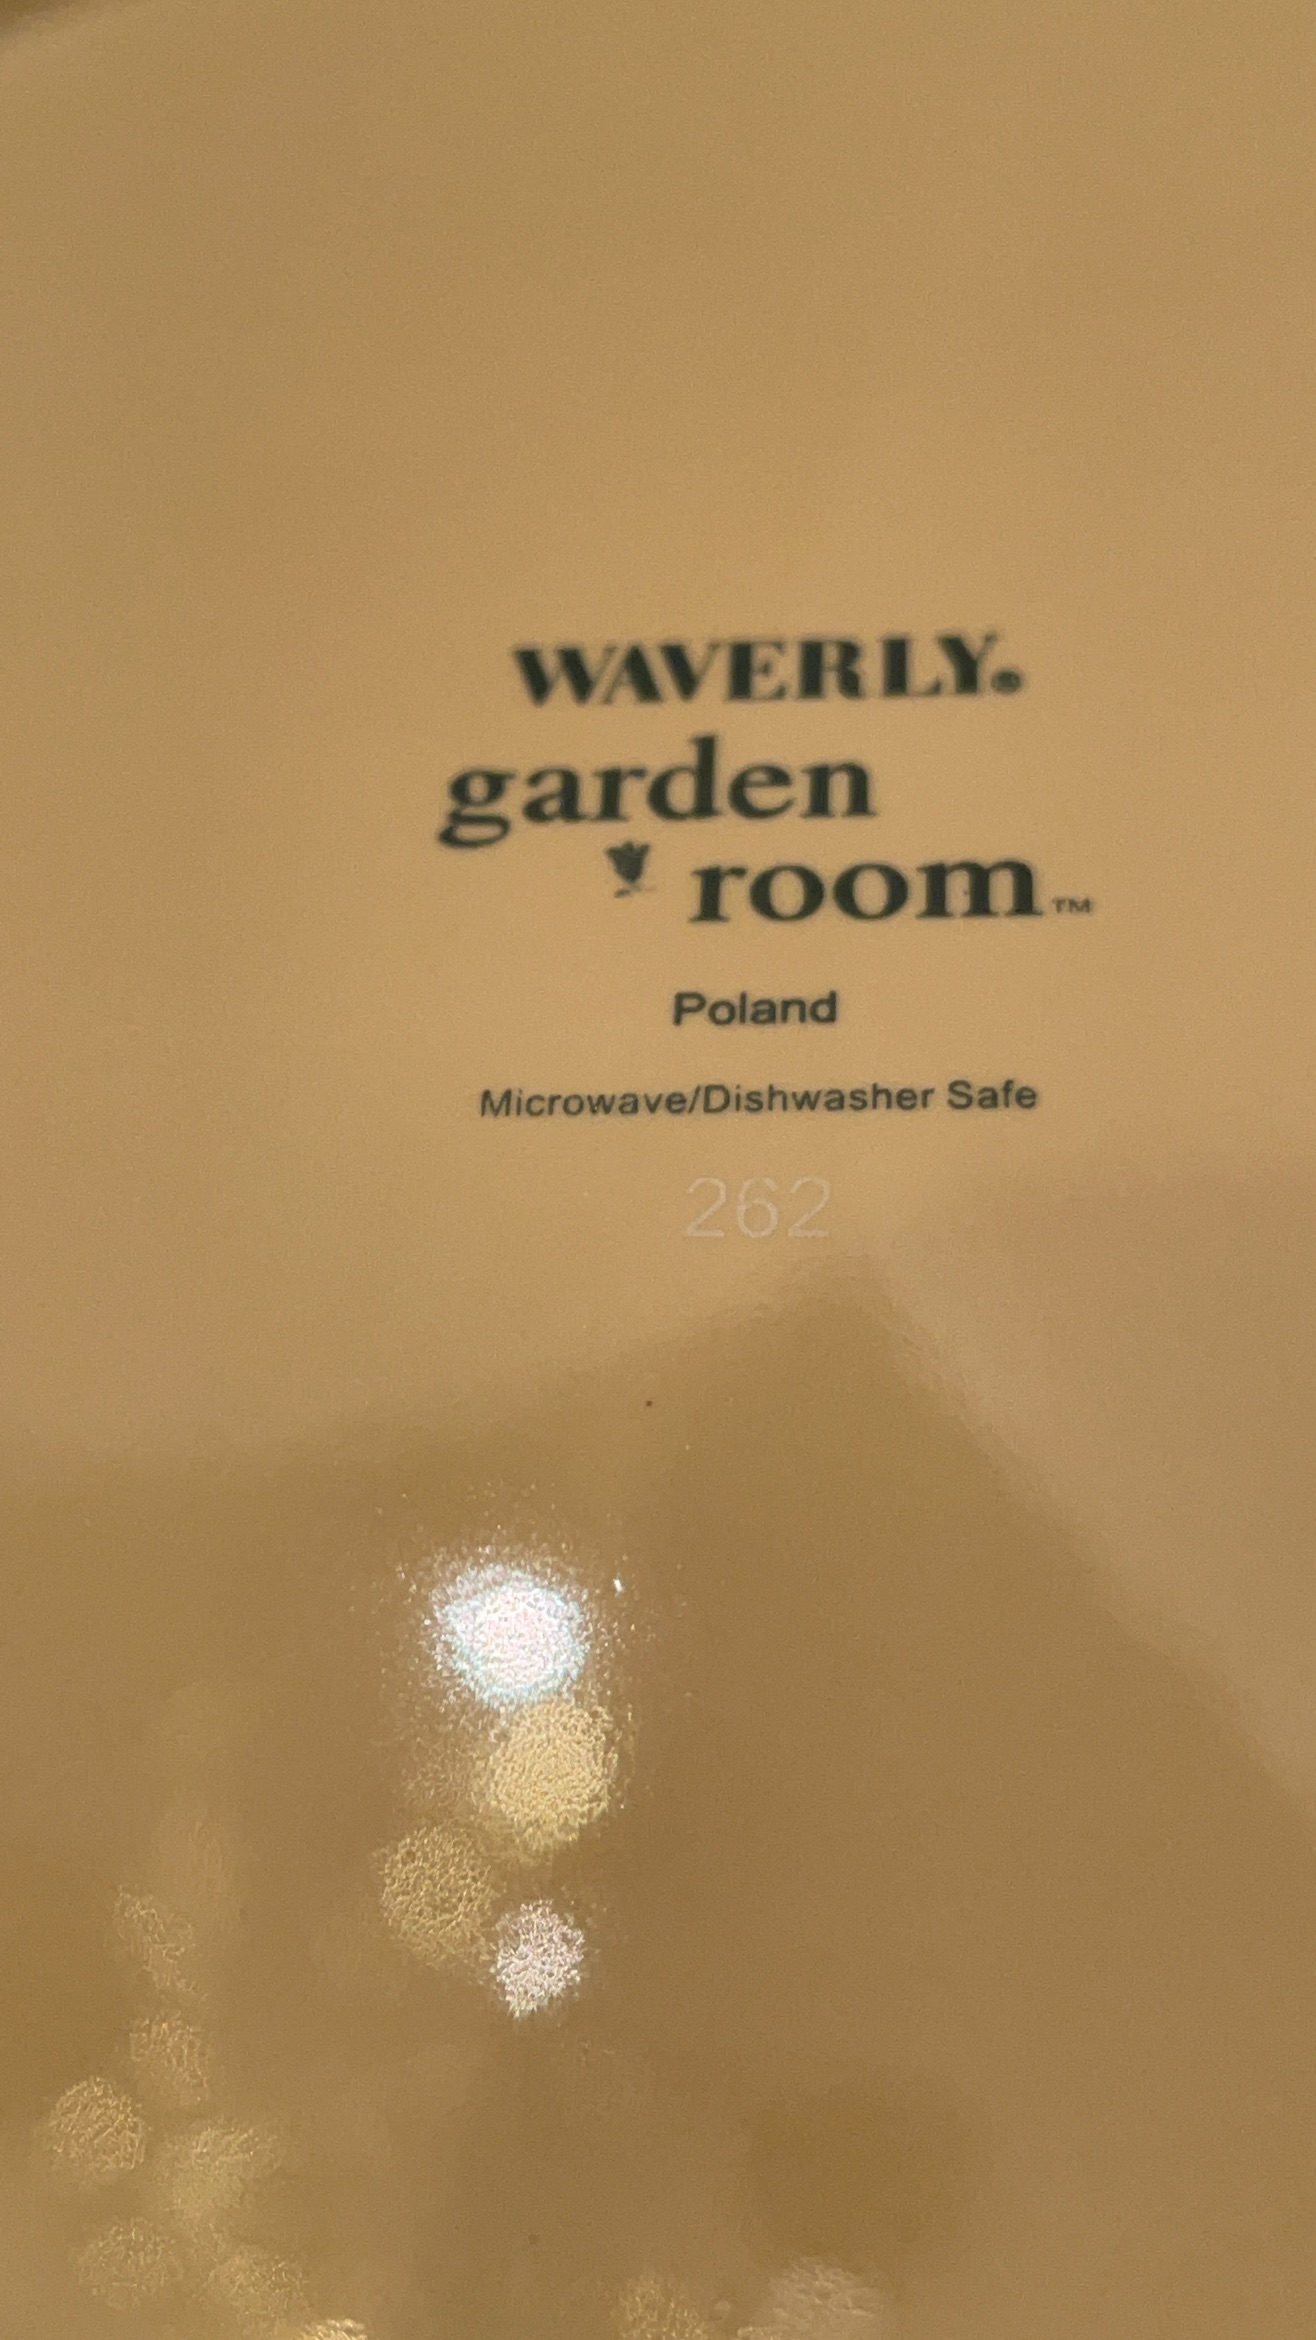 WAVERLY®
garden
room™
Poland
Microwave/Dishwasher Safe
262